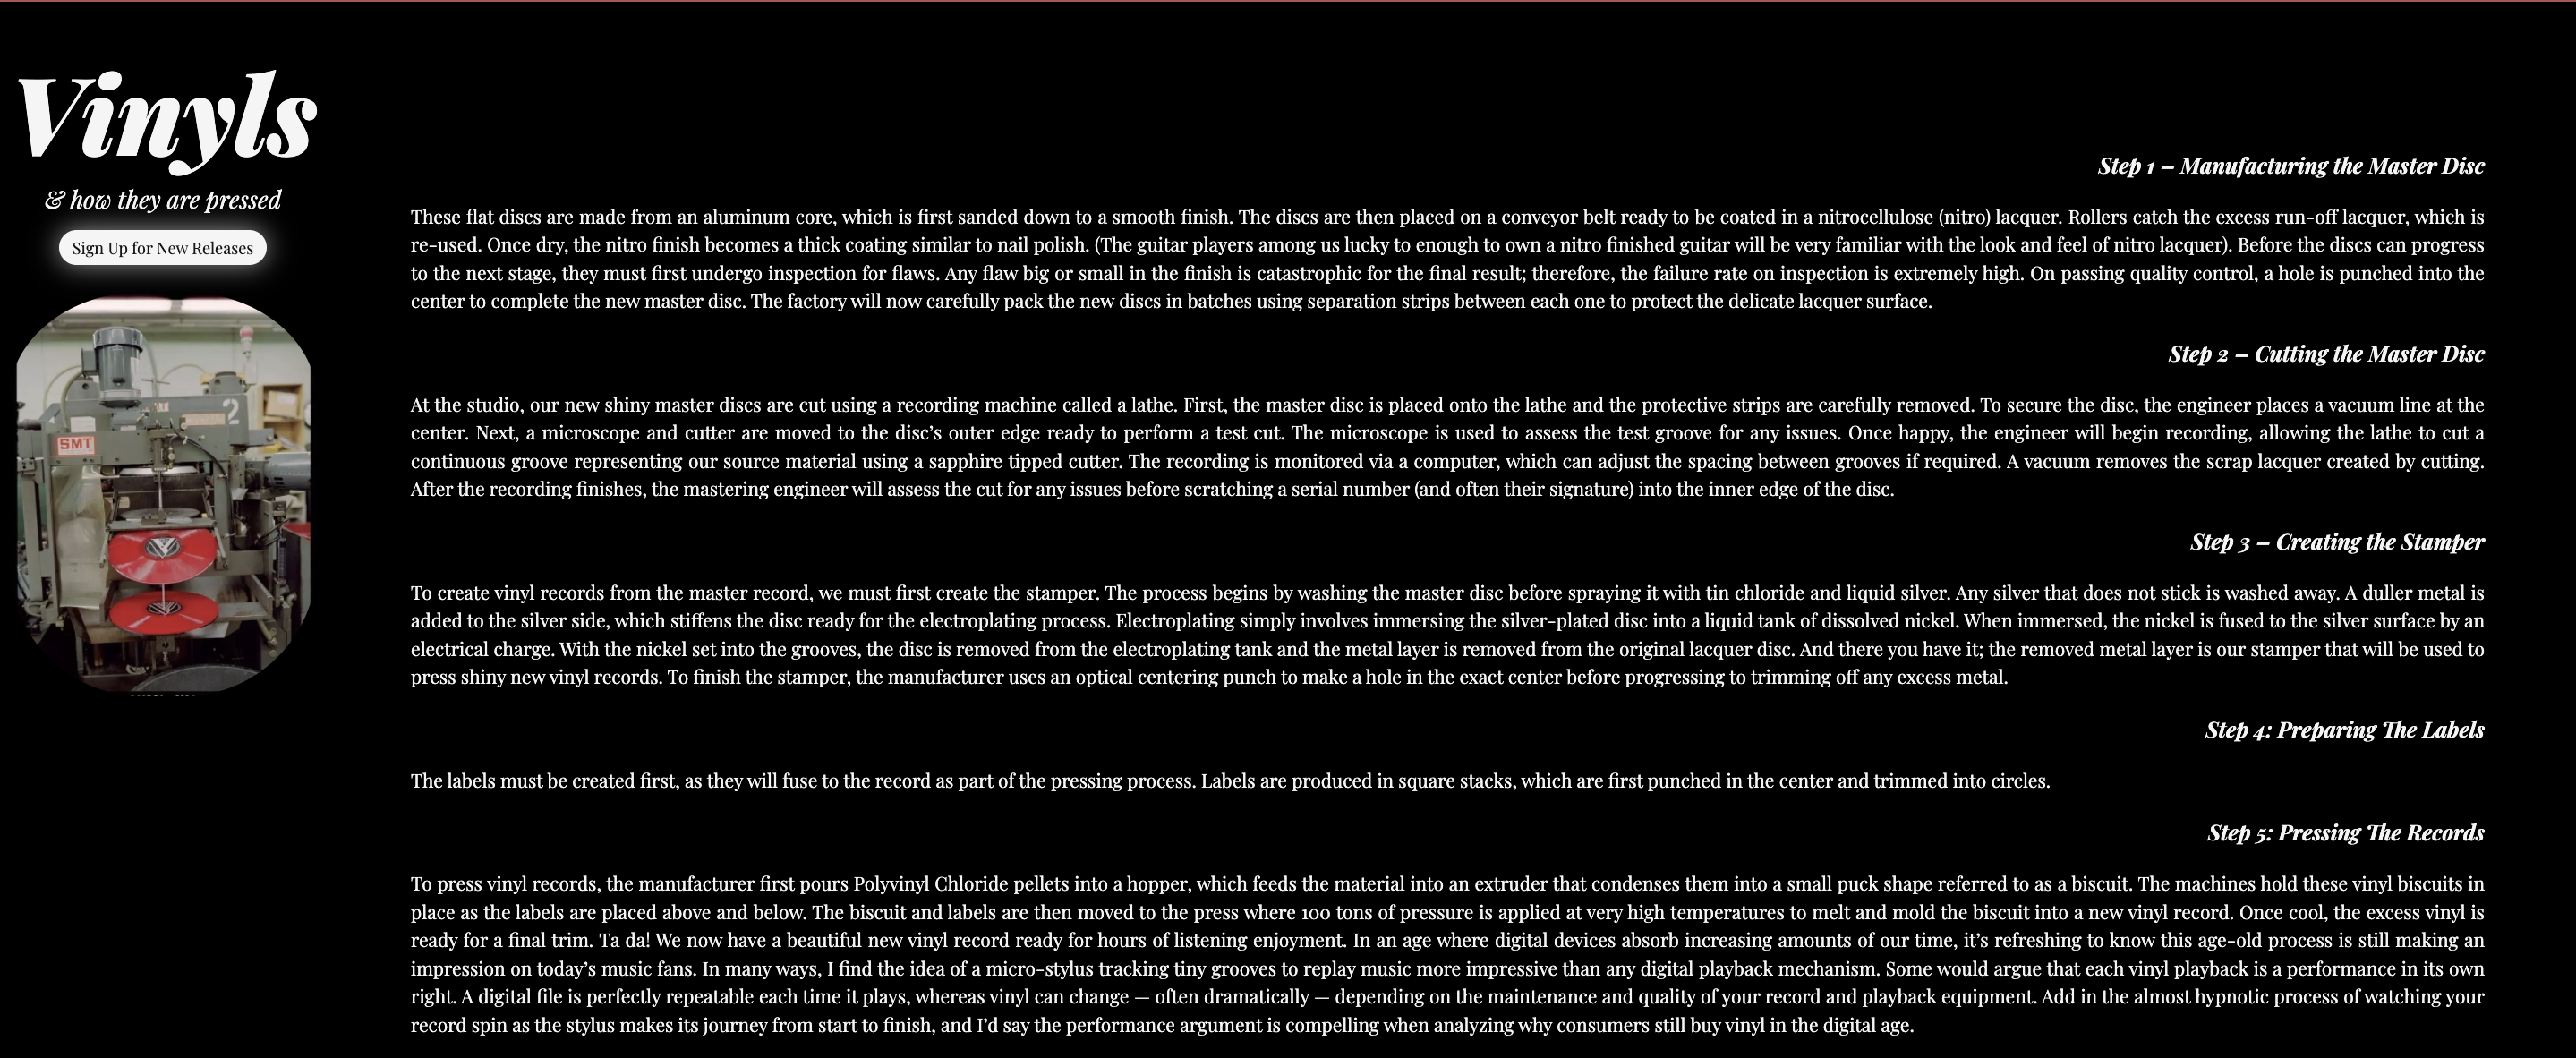 Vinyls
& how they are pressed
Sign Up for New Releases
2
SMT
Step 1 – Manufacturing the Master Disc
These flat discs are made from an aluminum core, which is first sanded down to a smooth finish. The discs are then placed on a conveyor belt ready to be coated in a nitrocellulose (nitro) lacquer. Rollers catch the excess run-off lacquer, which is
re-used. Once dry, the nitro finish becomes a thick coating similar to nail polish. (The guitar players among us lucky to enough to own a nitro finished guitar will be very familiar with the look and feel of nitro lacquer). Before the discs can progress
to the next stage, they must first undergo inspection for flaws. Any flaw big or small in the finish is catastrophic for the final result; therefore, the failure rate on inspection is extremely high. On passing quality control, a hole is punched into the
center to complete the new master disc. The factory will now carefully pack the new discs in batches using separation strips between each one to protect the delicate lacquer surface.
Step 2 – Cutting the Master Disc
At the studio, our new shiny master discs are cut using a recording machine called a lathe. First, the master disc is placed onto the lathe and the protective strips are carefully removed. To secure the disc, the engineer places a vacuum line at the
center. Next, a microscope and cutter are moved to the disc’s outer edge ready to perform a test cut. The microscope is used to assess the test groove for any issues. Once happy, the engineer will begin recording, allowing the lathe to cut a
continuous groove representing our source material using a sapphire tipped cutter. The recording is monitored via a computer, which can adjust the spacing between grooves if required. A vacuum removes the scrap lacquer created by cutting.
After the recording finishes, the mastering engineer will assess the cut for any issues before scratching a serial number (and often their signature) into the inner edge of the disc.
Step 3 – Creating the Stamper
To create vinyl records from the master record, we must first create the stamper. The process begins by washing the master disc before spraying it with tin chloride and liquid silver. Any silver that does not stick is washed away. A duller metal is
added to the silver side, which stiffens the disc ready for the electroplating process. Electroplating simply involves immersing the silver-plated disc into a liquid tank of dissolved nickel. When immersed, the nickel is fused to the silver surface by an
electrical charge. With the nickel set into the grooves, the disc is removed from the electroplating tank and the metal layer is removed from the original lacquer disc. And there you have it; the removed metal layer is our stamper that will be used to
press shiny new vinyl records. To finish the stamper, the manufacturer uses an optical centering punch to make a hole in the exact center before progressing to trimming off any excess metal.
Step 4: Preparing The Labels
The labels must be created first, as they will fuse to the record as part of the pressing process. Labels are produced in square stacks, which are first punched in the center and trimmed into circles.
Step 5: Pressing The Records
To press vinyl records, the manufacturer first pours Polyvinyl Chloride pellets into a hopper, which feeds the material into an extruder that condenses them into a small puck shape referred to as a biscuit. The machines hold these vinyl biscuits in
place as the labels are placed above and below. The biscuit and labels are then moved to the press where 100 tons of pressure is applied at very high temperatures to melt and mold the biscuit into a new vinyl record. Once cool, the excess vinyl is
ready for a final trim. Ta da! We now have a beautiful new vinyl record ready for hours of listening enjoyment. In an age where digital devices absorb increasing amounts of our time, it’s refreshing to know this age-old process is still making an
impression on today’s music fans. In many ways, I find the idea of a micro-stylus tracking tiny grooves to replay music more impressive than any digital playback mechanism. Some would argue that each vinyl playback is a performance in its own
right. A digital file is perfectly repeatable each time it plays, whereas vinyl can change — often dramatically — depending on the maintenance and quality of your record and playback equipment. Add in the almost hypnotic process of watching your
record spin as the stylus makes its journey from start to finish, and I’d say the performance argument is compelling when analyzing why consumers still buy vinyl in the digital age.